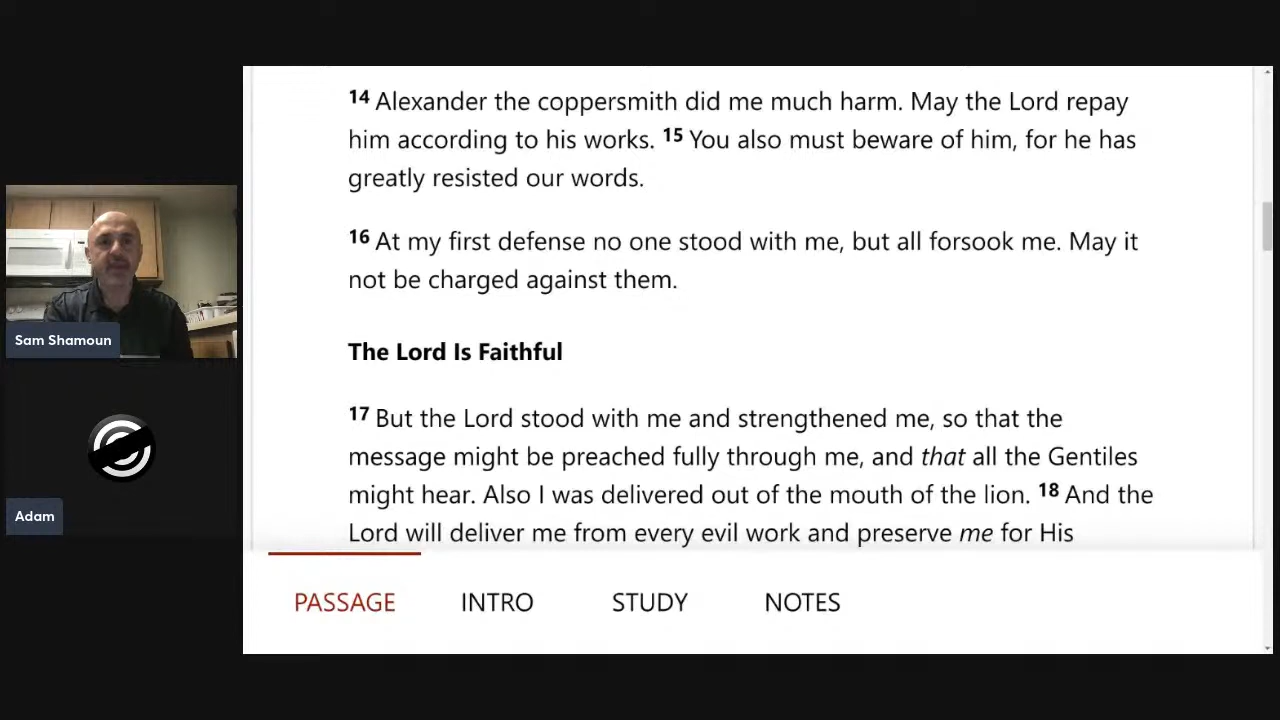 14 Alexander the coppersmith did me much harm. May the Lord repay
him according to his works. 15 You also must beware of him, for he has
greatly resisted our words.
16 At my first defense no one stood with me, but all forsook me. May it
not be charged against them.
The Lord Is Faithful
17 But the Lord stood with me and strengthened me, so that the
message might be preached fully through me, and that all the Gentiles
might hear. Also I was delivered out of the mouth of the lion. 18 And the
Lord will deliver me from every evil work and preserve me for His
PASSAGE INTRO STUDY NOTES
Sam Shamoun
Adam